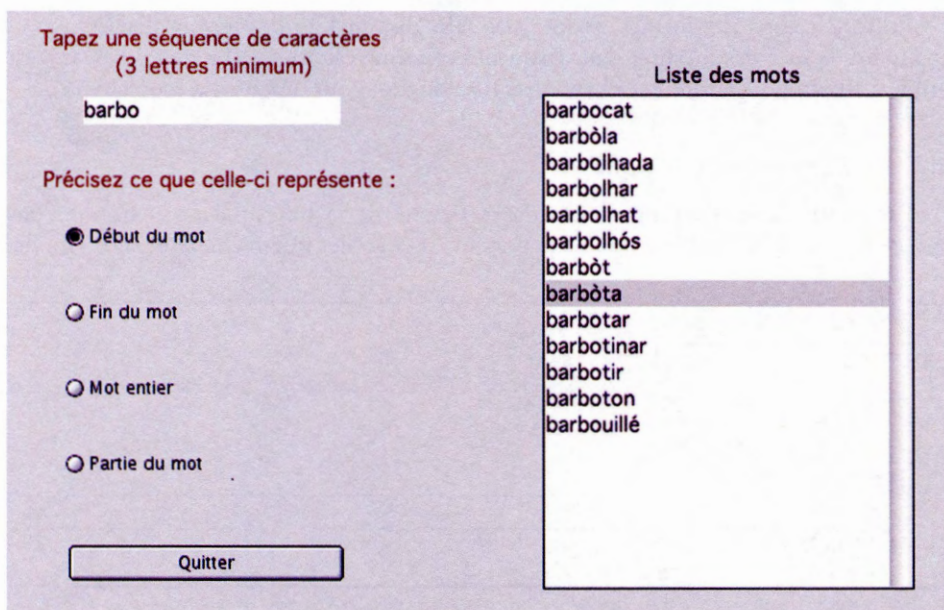 Tapez une séquence de caractères
(3 lettres minimum)
barbo
Précisez ce que celle-ci représente :
Début du mot
Fin du mot
Mot entier
Partie du mot
Quitter
Liste des mots
barbocat
barbòla
barbolhada
barbolhar
barbolhat
barbolhós
barbòt
barbòta
barbotar
barbotinar
barbotir
barboton
barbouillé